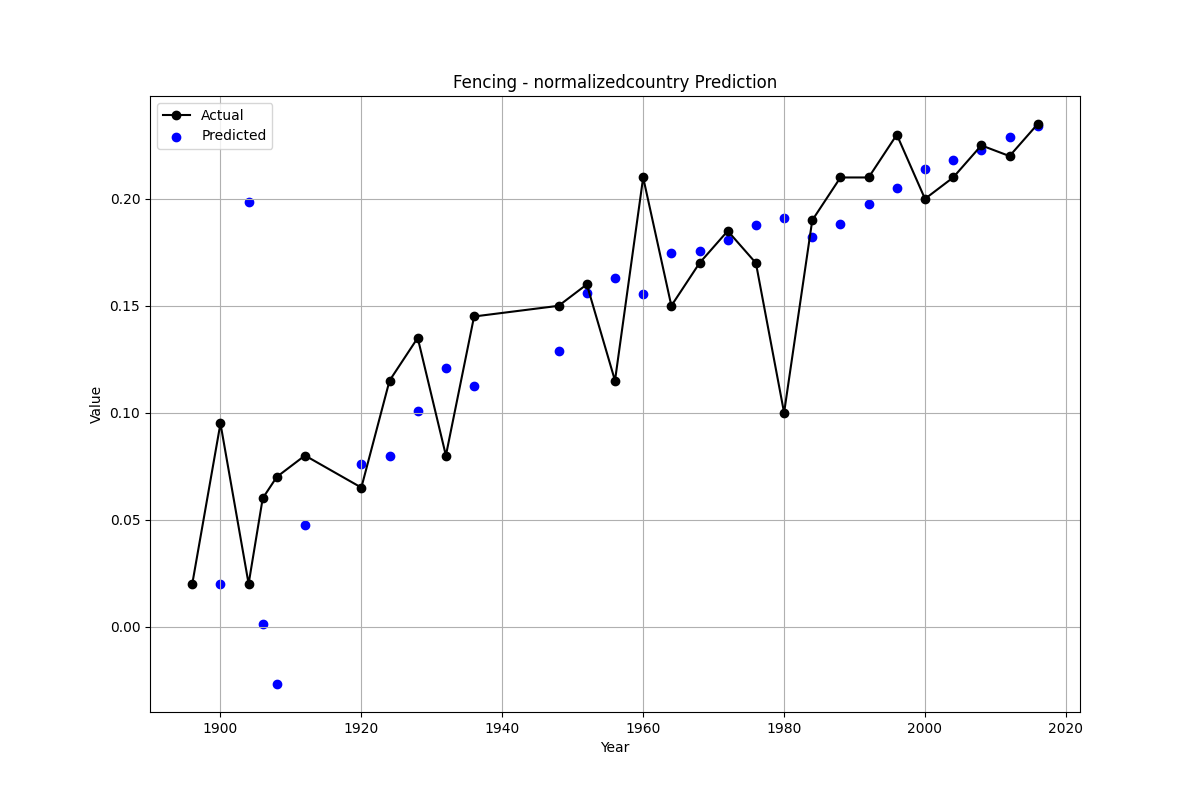 Fencing - normalizedcountry Prediction
Actual
Predicted
Value
0.20
0.15
0.10
0.05
0.00
1900 1920 1940 1960 1980 2000 2020
Year